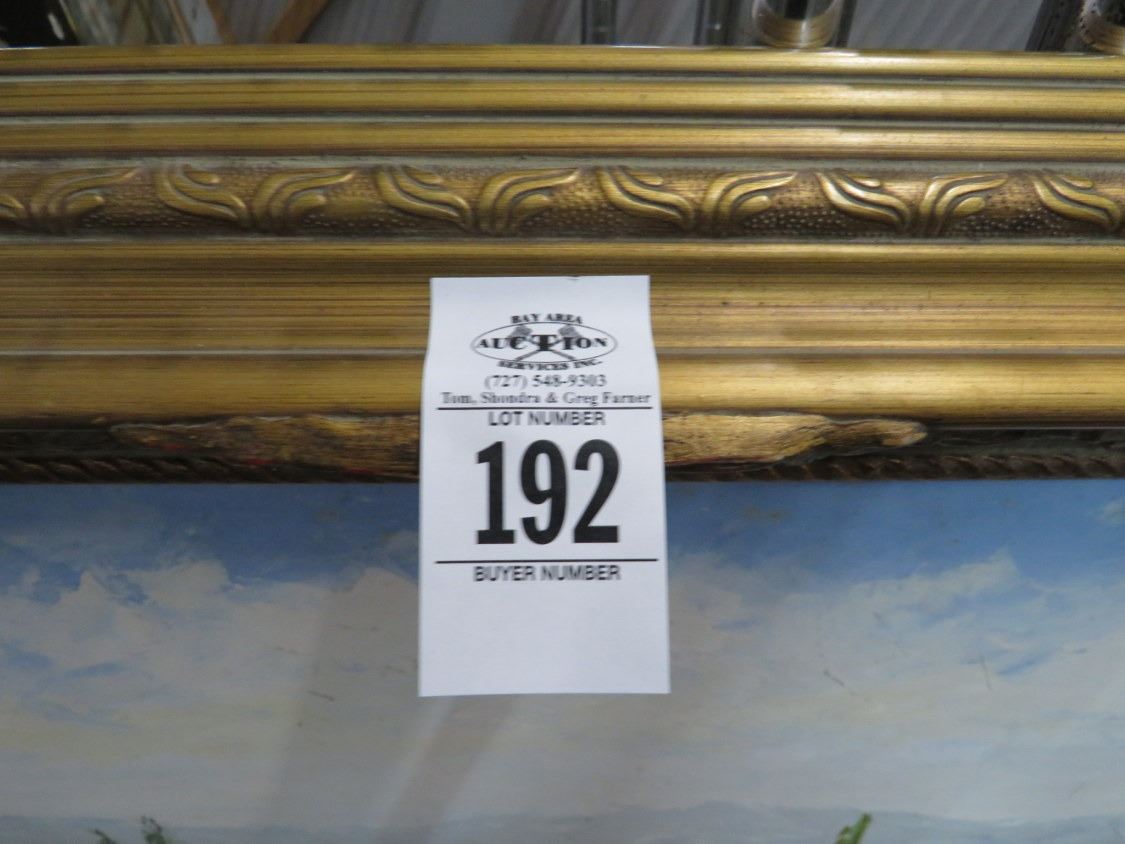 BAY AREA
AUCTION
SERVICES INC.
(727) 548-9303
Tom, Shondra & Greg Farner
LOT NUMBER
192
BUYER NUMBER